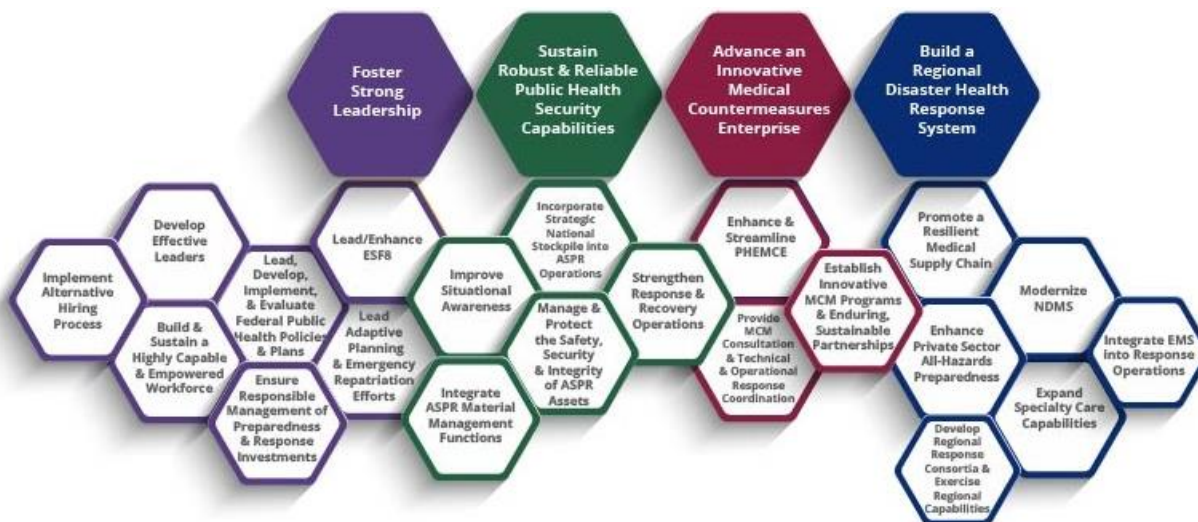 Foster
Strong
Leadership
Sustain
Robust & Reliable
Public Health
Security
Capabilities
Advance an
Innovative
Medical
Countermeasures
Enterprise
Build a
Regional
Disaster Health
Response
System
Implement
Alternative
Hiring
Process
Develop
Effective
Leaders
Build &
Sustain a
Highly Capable
& Empowered
Workforce
Lead,
Develop,
Implement,
& Evaluate
Federal Public
Health Policies
& Plans
Ensure
Responsible
Management of
Preparedness
& Response
Investments
Lead/Enhance
ESF8
Lead
Adaptive
Planning
& Emergency
Repatriation
Efforts
Improve
Situational
Awareness
Integrate
ASPR Material
Management
Functions
Incorporate
Strategic
National
Stockpile into
ASPR
Operations
Manage &
Protect
the Safety,
Security
& Integrity
of ASPR
Assets
Strengthen
Response &
Recovery
Operations
Enhance &
Streamline
PHEMCE
Provide
MCM
Consultation
& Technical
& Operational
Response
Coordination
Establish
Innovative
MCM Programs
& Enduring,
Sustainable
Partnerships
Promote a
Resilient
Medical
Supply Chain
Enhance
Private Sector
All-Hazards
Preparedness
Develop
Regional
Response
Consortia &
Exercise
Regional
Capabilities
Modernize
NDMS
Expand
Specialty Care
Capabilities
Integrate EMS
into Response
Operations